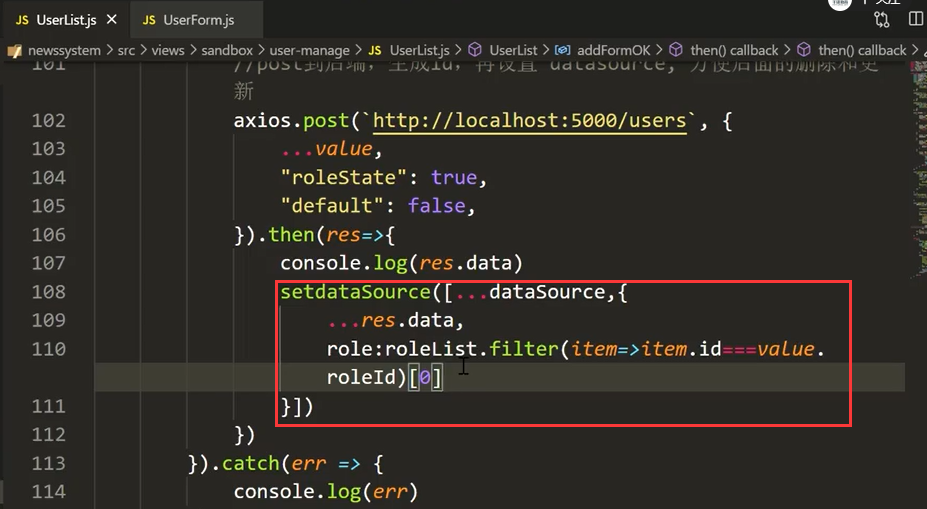 JS UserList.js ×
JS UserForm.js
newssystem > src > views > sandbox > user-manage > JS UserList.js > UserList > addFormOK > then() callback > then() callback >
101 //post到后端，生成id，再设置 datasource, 方便后面的删除和更
新
102 axios.post(`http://localhost:5000/users`, {
103 ...value,
104 "roleState": true,
105 "default": false,
106 }).then(res=>{
107 console.log(res.data)
108 setdataSource([...dataSource,{
109 ...res.data,
110 role:roleList.filter(item=>item.id===value.
roleId)[0]
111 }])
112 })
113 }).catch(err => {
114 console.log(err)